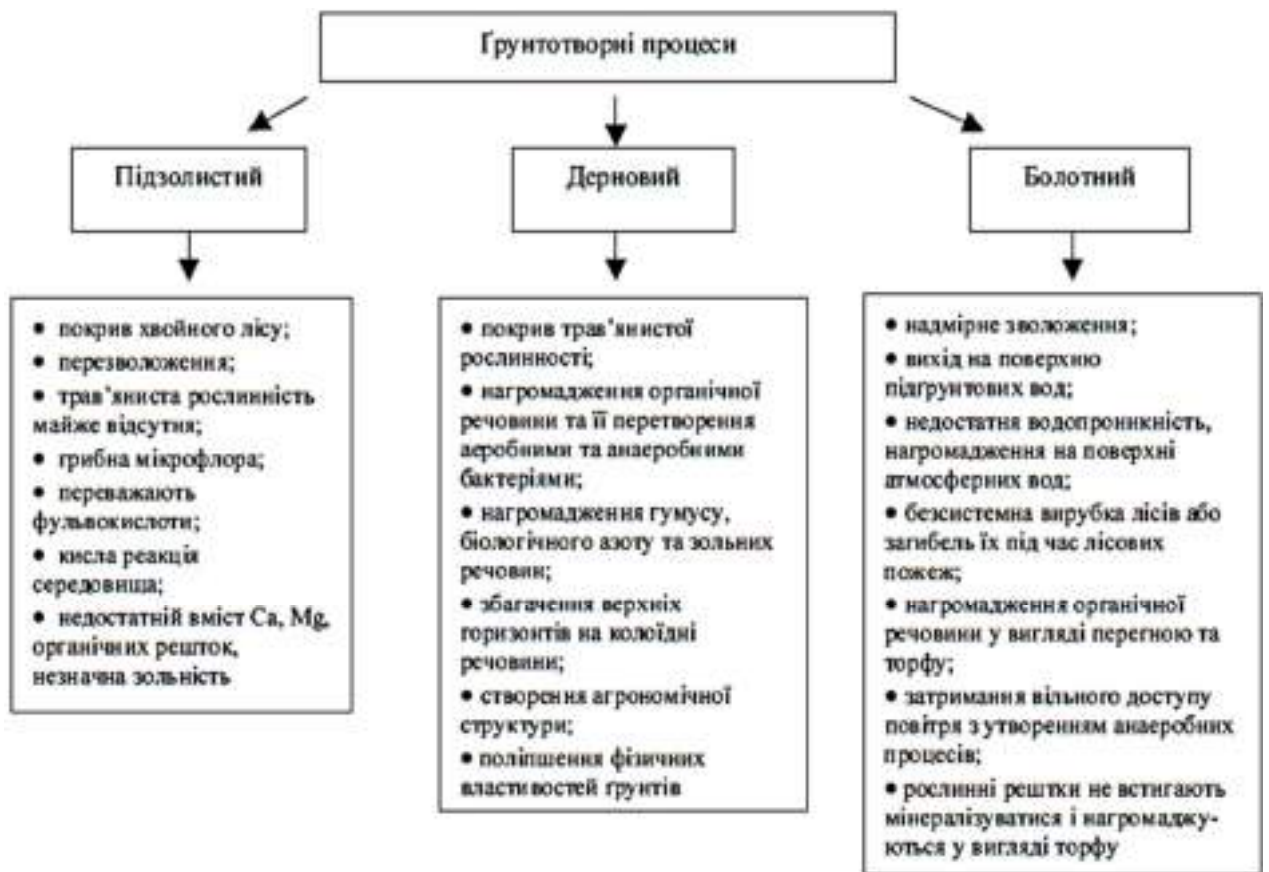 Ґрунтотворні процеси
Підзолистий
Дерновий
Болотний
• покрив хвойного лісу;
• перезволоження;
• трав’яниста рослинність
майже відсутня;
• грибна мікрофлора;
• переважають
фульвокислоти;
• кисла реакція
середовища;
• недостатній вміст Ca, Mg,
органічних решток,
незначна зольність
• покрив трав’янистої
рослинності;
• нагромадження органічної
речовини та її перетворення
аеробними та анаеробними
бактеріями;
• нагромадження гумусу,
біологічного азоту та зольних
речовин;
• збагачення верхніх
горизонтів на колоїдні
речовини;
• створення агрономічної
структури;
• поліпшення фізичних
властивостей ґрунтів
• надмірне зволоження;
• вихід на поверхню
підґрунтових вод;
• недостатня водопроникність,
нагромадження на поверхні
атмосферних вод;
• безсистемна вирубка лісів або
загибель їх під час лісових
пожеж;
• нагромадження органічної
речовини у вигляді перегною та
торфу;
• затримання вільного доступу
повітря з утворенням анаеробних
процесів;
• рослинні рештки не встигають
мінералізуватися і нагромаджу-
ються у вигляді торфу